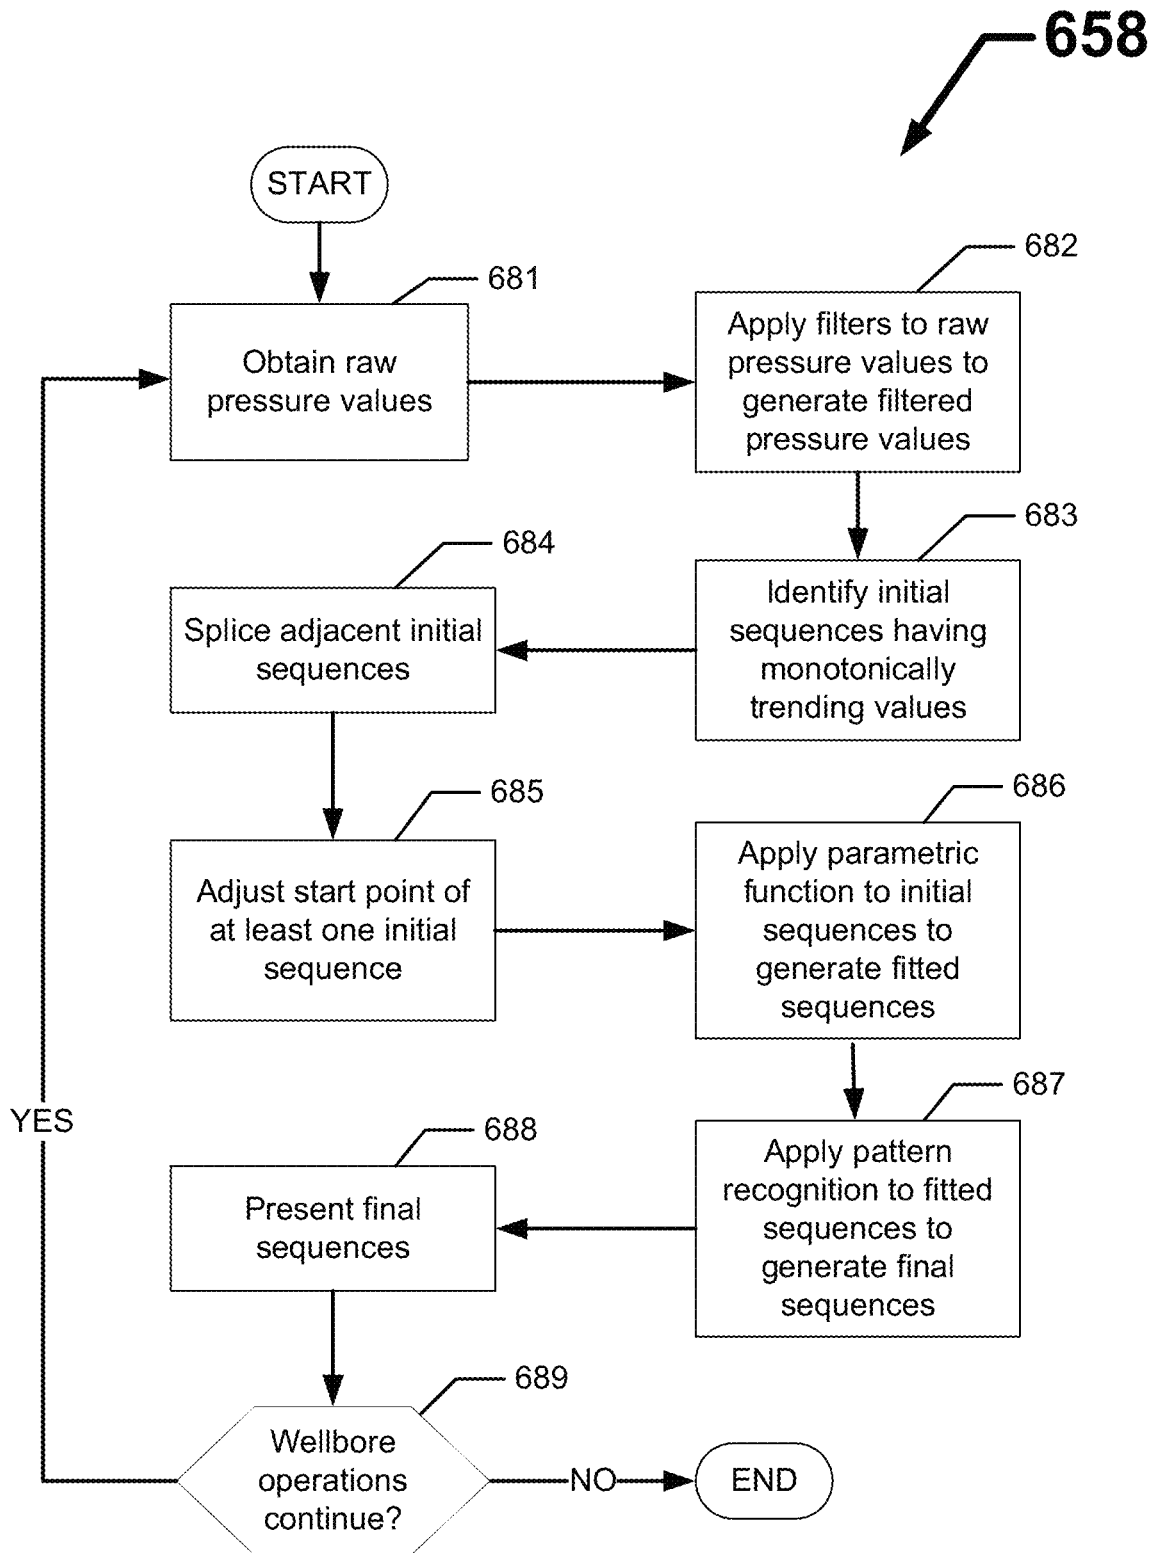 658
START
681
Obtain raw
pressure values
682
Apply filters to raw
pressure values to
generate filtered
pressure values
683
Identify initial
sequences having
monotonically
trending values
684
Splice adjacent initial
sequences
685
Adjust start point of
at least one initial
sequence
686
Apply parametric
function to initial
sequences to
generate fitted
sequences
687
Apply pattern
recognition to fitted
sequences to
generate final
sequences
688
Present final
sequences
689
Wellbore
operations
continue?
YES
NO
END